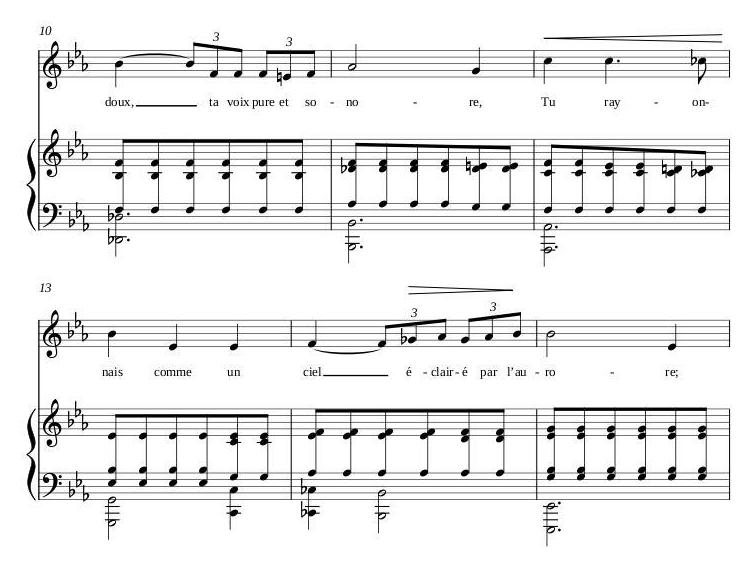 10
3 3
doux, ta voix pure et so - no - re, Tu ray - on-
13
3 3
nais comme un ciel é - clair - é par l'au - ro - re;